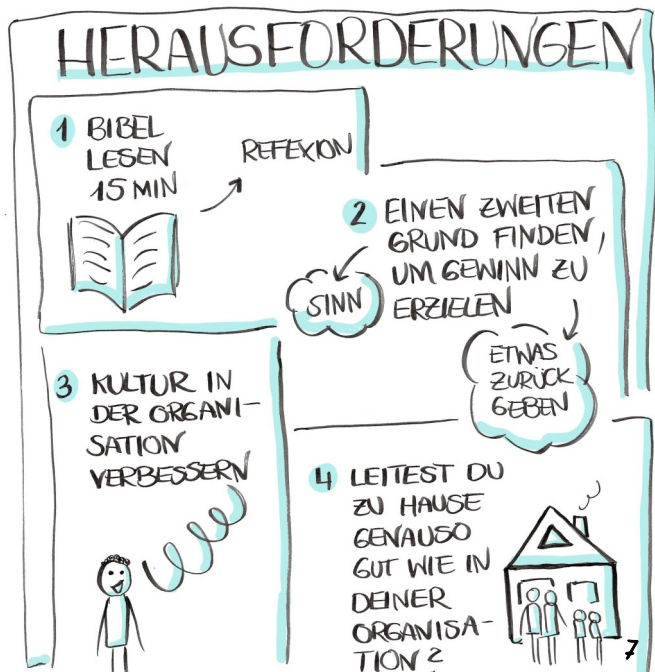 HERAUSFORDERUNGEN
1 BIBEL
LESEN
15 MIN
REFEXION
2 EINEN ZWEITEN
GRUND FINDEN,
UM GEWINN ZU
ERZIELEN
SINN
ETWAS
ZURÜCK
GEBEN
3 KULTUR IN
DER ORGANI-
SATION
VERBESSERN
4 LEITEST DU
ZU HAUSE
GENAUSO
GUT WIE IN
DEINER
ORGANISA-
TION?
7